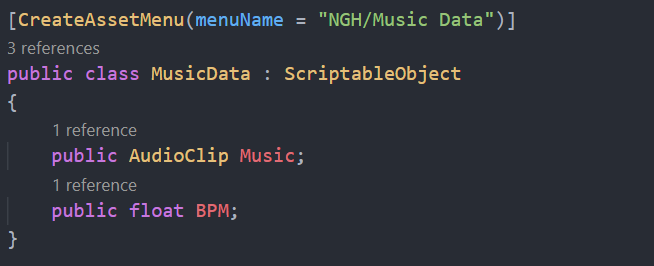 [CreateAssetMenu(menuName = "NGH/Music Data")]
3 references
public class MusicData : ScriptableObject
{
1 reference
public AudioClip Music;
1 reference
public float BPM;
}